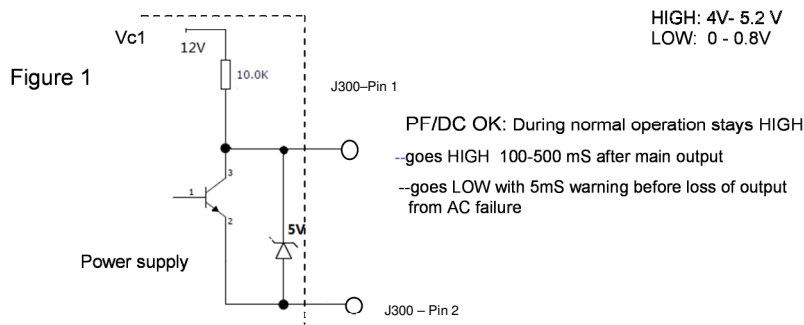 HIGH: 4V- 5.2 V
LOW: 0 - 0.8V
Vc1
12V
Figure 1
10.0K
J300–Pin 1
PF/DC OK: During normal operation stays HIGH
--goes HIGH 100-500 mS after main output
--goes LOW with 5mS warning before loss of output
from AC failure
3
1
2
5V
Power supply
J300 – Pin 2